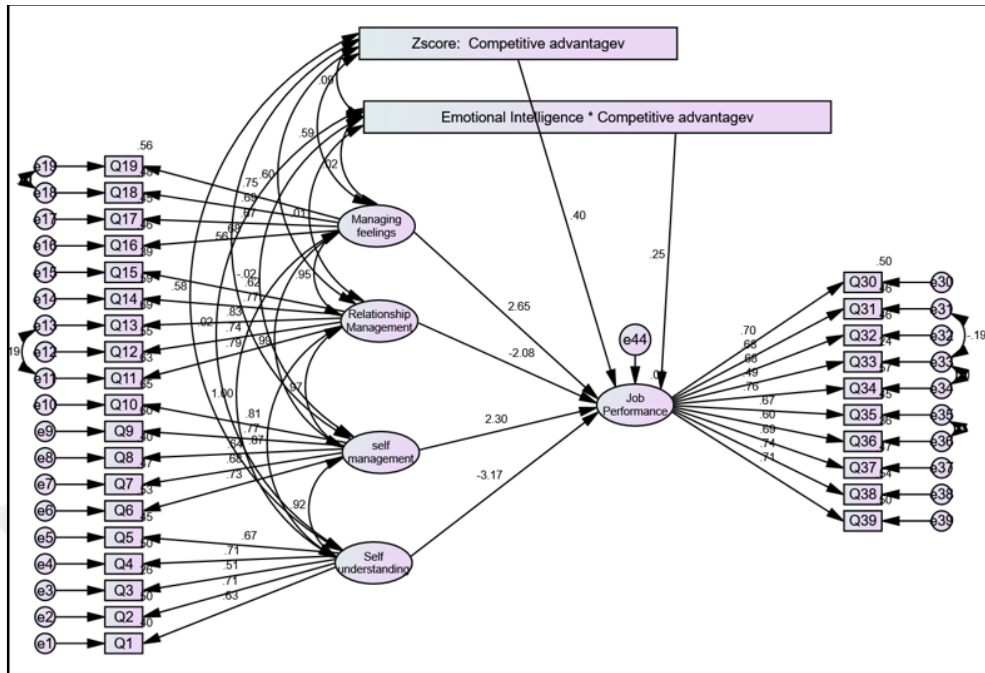 Zscore: Competitive advantagev
.09
Emotional Intelligence * Competitive advantagev
.59
.02
.56
e19 Q19
e18 Q18
e17 Q17
e16 Q16
e15 Q15
e14 Q14
e13 Q13
e12 Q12
e11 Q11
e10 Q10
e9 Q9
e8 Q8
e7 Q7
e6 Q6
e5 Q5
e4 Q4
e3 Q3
e2 Q2
e1 Q1
.75
.60
.69
.67
.68
.56
.01
.58
-.02
.62
.95
.77
.83
.02
.74
.99
.79
1.00
.97
.81
.77
.87
.64
.68
.73
.92
.67
.71
.51
.71
.63
Managing
feelings
Relationship
Management
self
management
Self
understanding
.40
.25
2.65
-2.08
2.30
-3.17
e44
Job
Performance
.50
Q30 e30
Q31 e31
Q32 e32
Q33 e33
Q34 e34
Q35 e35
Q36 e36
Q37 e37
Q38 e38
Q39 e39
-.19
.70
.68
.68
.49
.76
.67
.60
.69
.74
.71